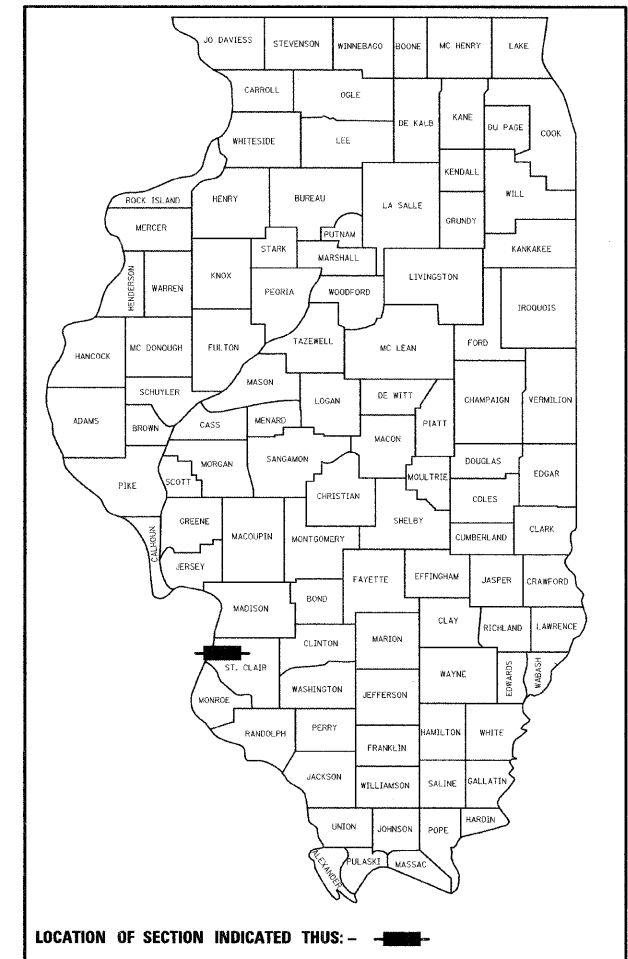 JO DAVIESS STEVENSON WINNEBAGO BOONE MC HENRY LAKE
CARROLL OGLE DE KALB KANE DU PAGE COOK
WHITESIDE LEE
KENDALL WILL
ROCK ISLAND HENRY BUREAU LA SALLE GRUNDY
MERCER PUTNAM
STARK MARSHALL KANKAKEE
HENDERSON WARREN KNOX PEORIA WOODFORD LIVINGSTON IROQUOIS
HANCOCK MC DONOUGH FULTON TAZEWELL MC LEAN FORD
MASON
SCHUYLER LOGAN DE WITT CHAMPAIGN VERMILION
ADAMS BROWN CASS MENARD PIATT
MACON
MORGAN SANGAMON DOUGLAS
PIKE SCOTT CHRISTIAN MOULTRIE EDGAR
COLES
GREENE MACOUPIN MONTGOMERY SHELBY CLARK
CALHOUN CUMBERLAND
JERSEY FAYETTE EFFINGHAM JASPER CRAWFORD
MADISON BOND
CLAY RICHLAND LAWRENCE
CLINTON MARION
ST. CLAIR WAYNE EDWARDS WABASH
WASHINGTON JEFFERSON
MONROE
RANDOLPH PERRY HAMILTON WHITE
FRANKLIN
JACKSON WILLIAMSON SALINE GALLATIN
UNION JOHNSON POPE HARDIN
ALEXANDER PULASKI MASSAC
LOCATION OF SECTION INDICATED THUS: -